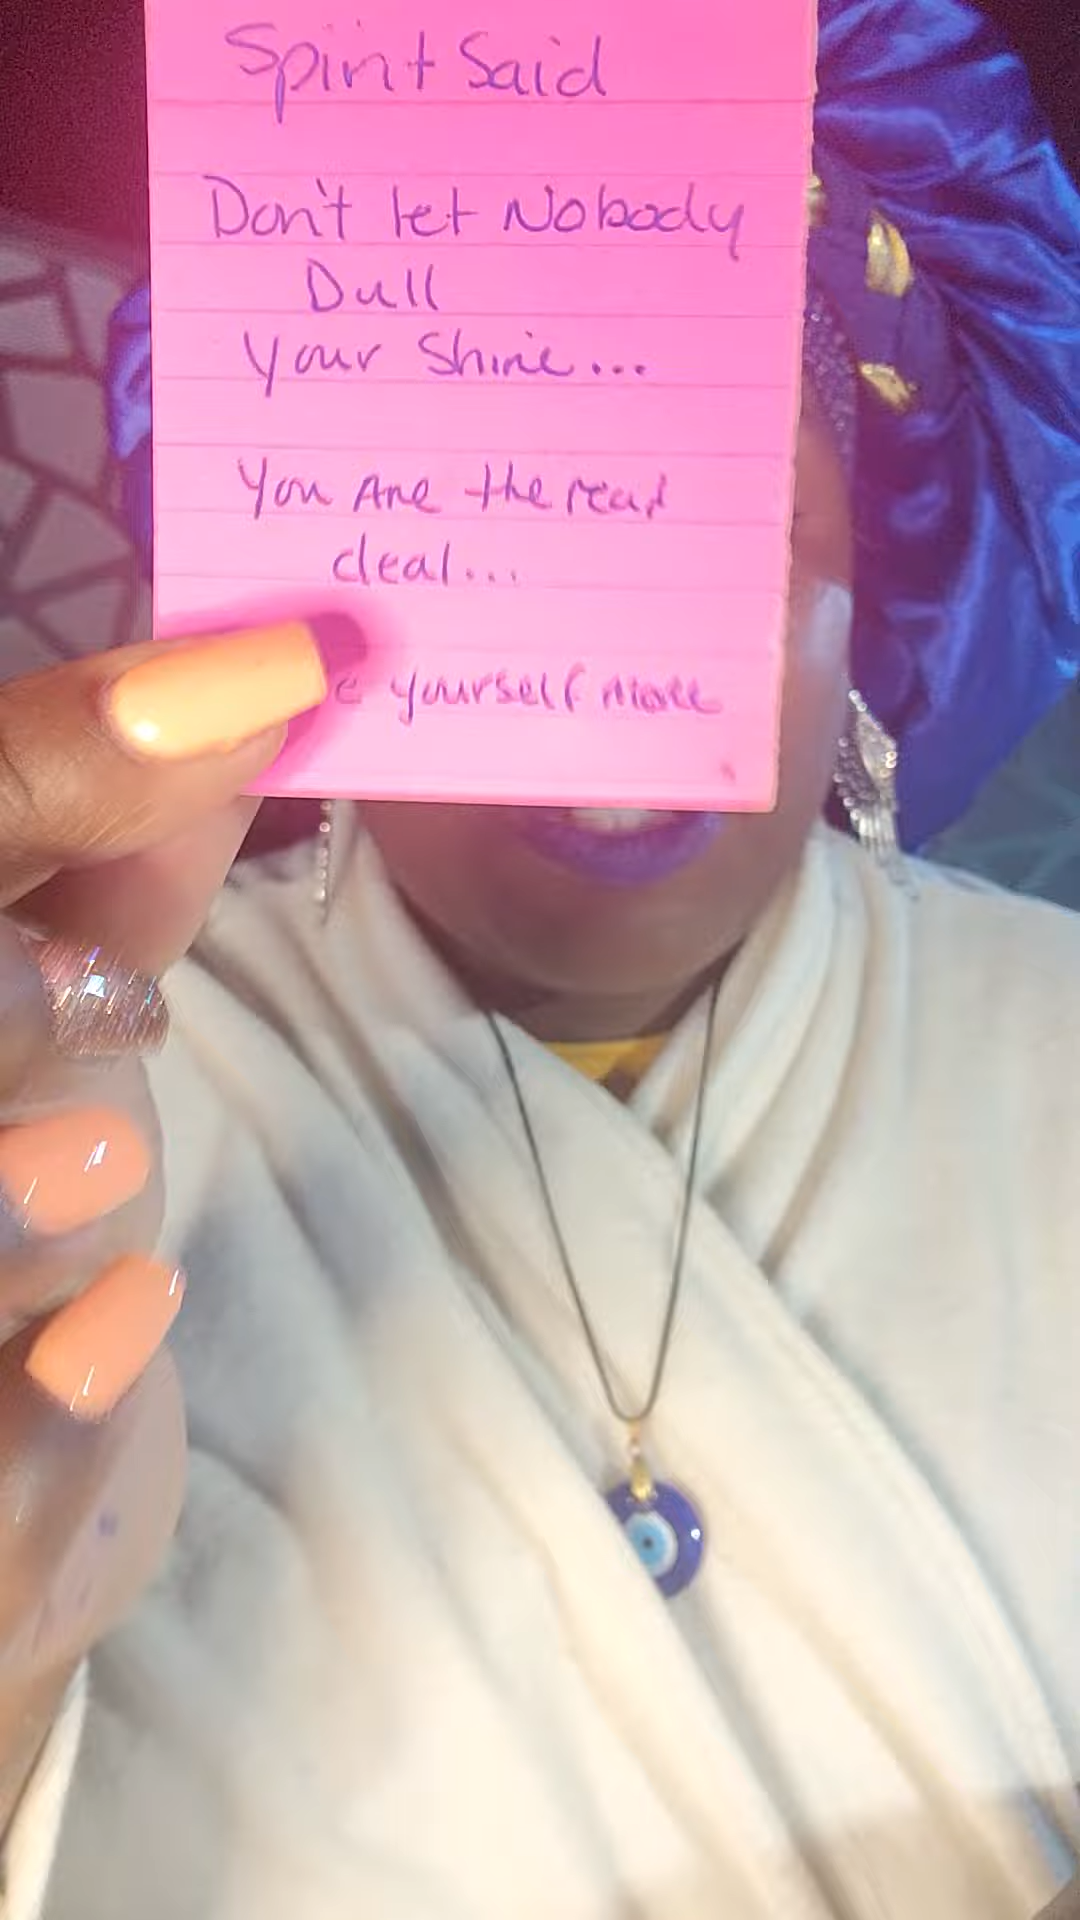 Spirit Said
Don't let Nobody
Dull
Your Shine...
You Are the real
deal...
yourself more